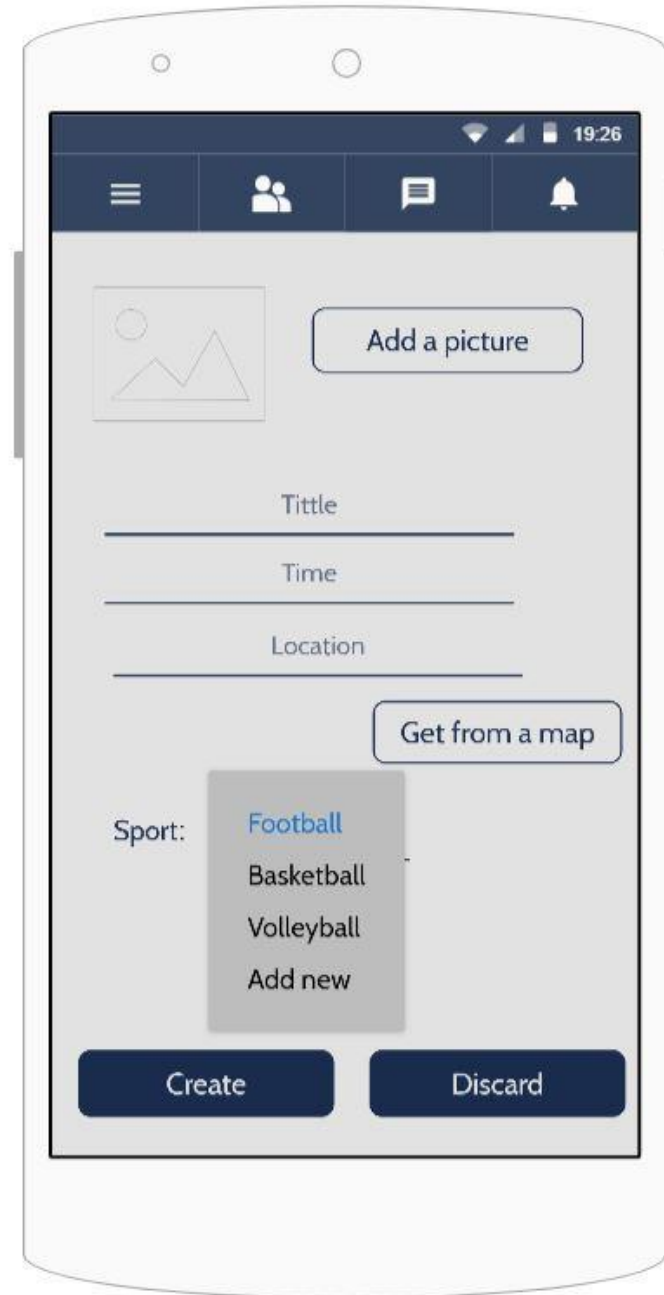 19:26
Add a picture
Tittle
Time
Location
Get from a map
Sport:
Football
Basketball
Volleyball
Add new
Create
Discard